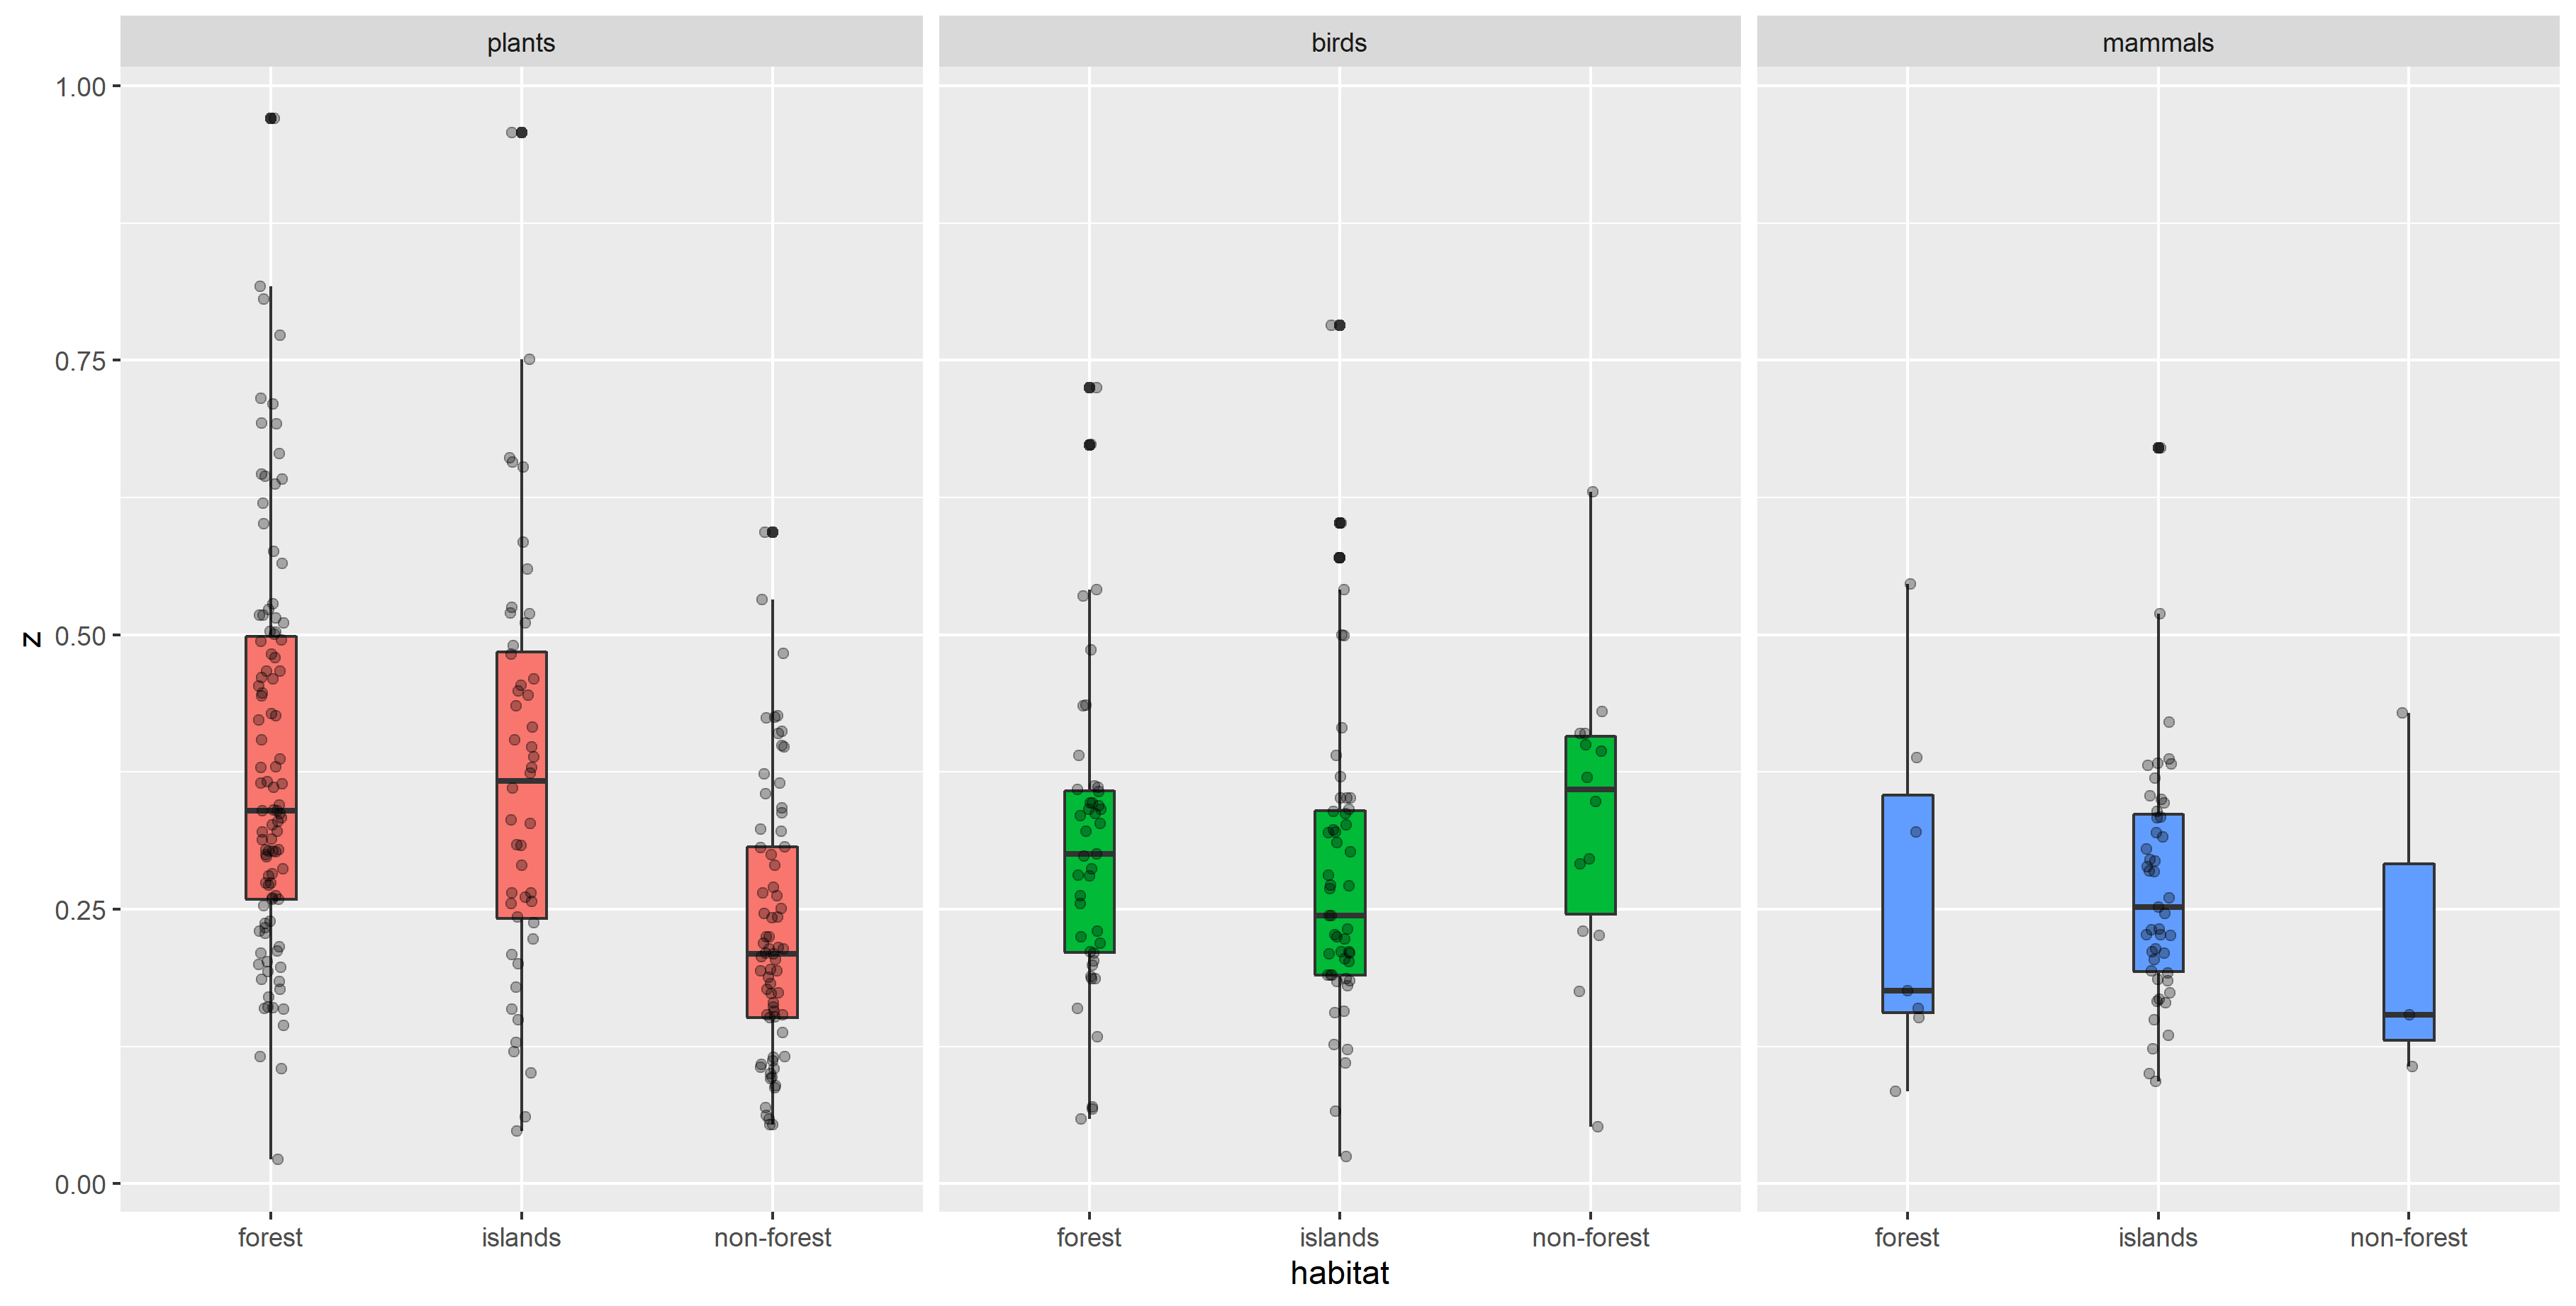 plants birds mammals
1.00
0.75
0.50
0.25
0.00
z
forest islands non-forest forest islands non-forest forest islands non-forest
habitat